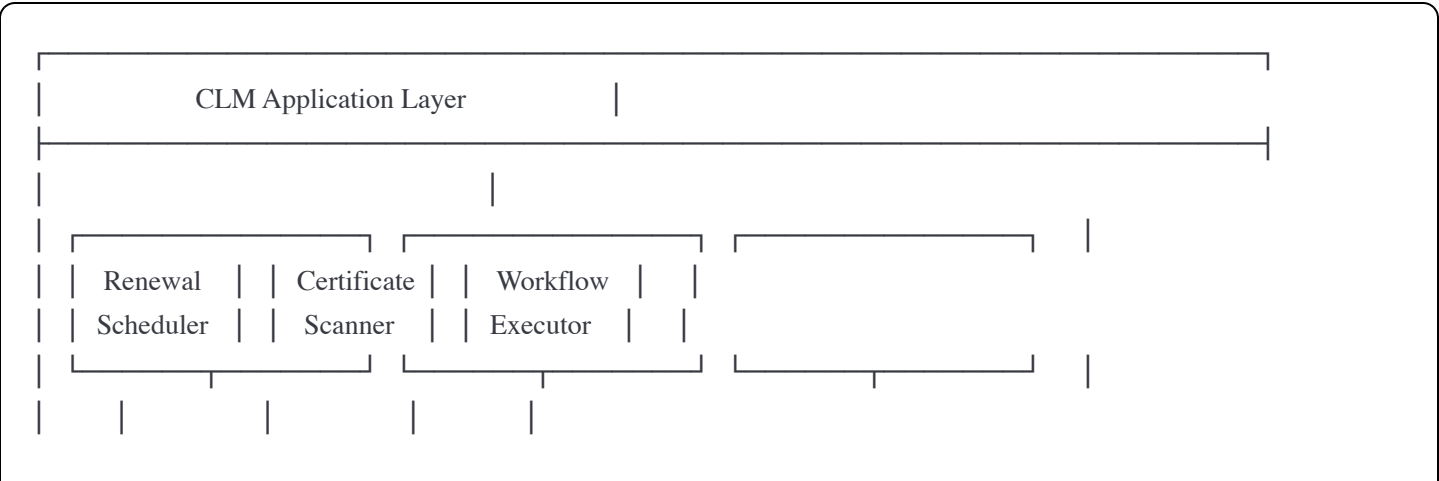 CLM Application Layer
Renewal Certificate Workflow
Scheduler Scanner Executor